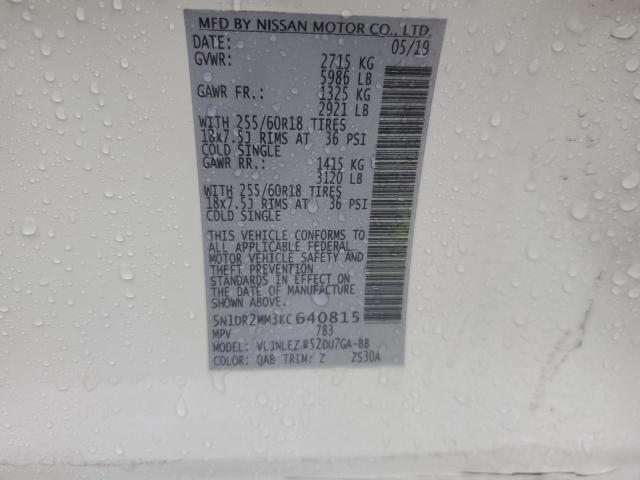 MFD BY NISSAN MOTOR CO., LTD.
DATE: 05/19
GVWR: 2715 KG
5986 LB
GAWR FR.: 1325 KG
2921 LB
WITH 255/60R18 TIRES
18x7.5J RIMS AT 36 PSI
COLD SINGLE
GAWR RR.: 1415 KG
3120 LB
WITH 255/60R18 TIRES
18x7.5J RIMS AT 36 PSI
COLD SINGLE
THIS VEHICLE CONFORMS TO
ALL APPLICABLE FEDERAL
MOTOR VEHICLE SAFETY AND
THEFT PREVENTION
STANDARDS IN EFFECT ON
THE DATE OF MANUFACTURE
SHOWN ABOVE.
5N1DR2MM3KC640815
MPV 783
MODEL: R52DU7GA-BB
COLOR: QAB TRIM: Z ZS30A